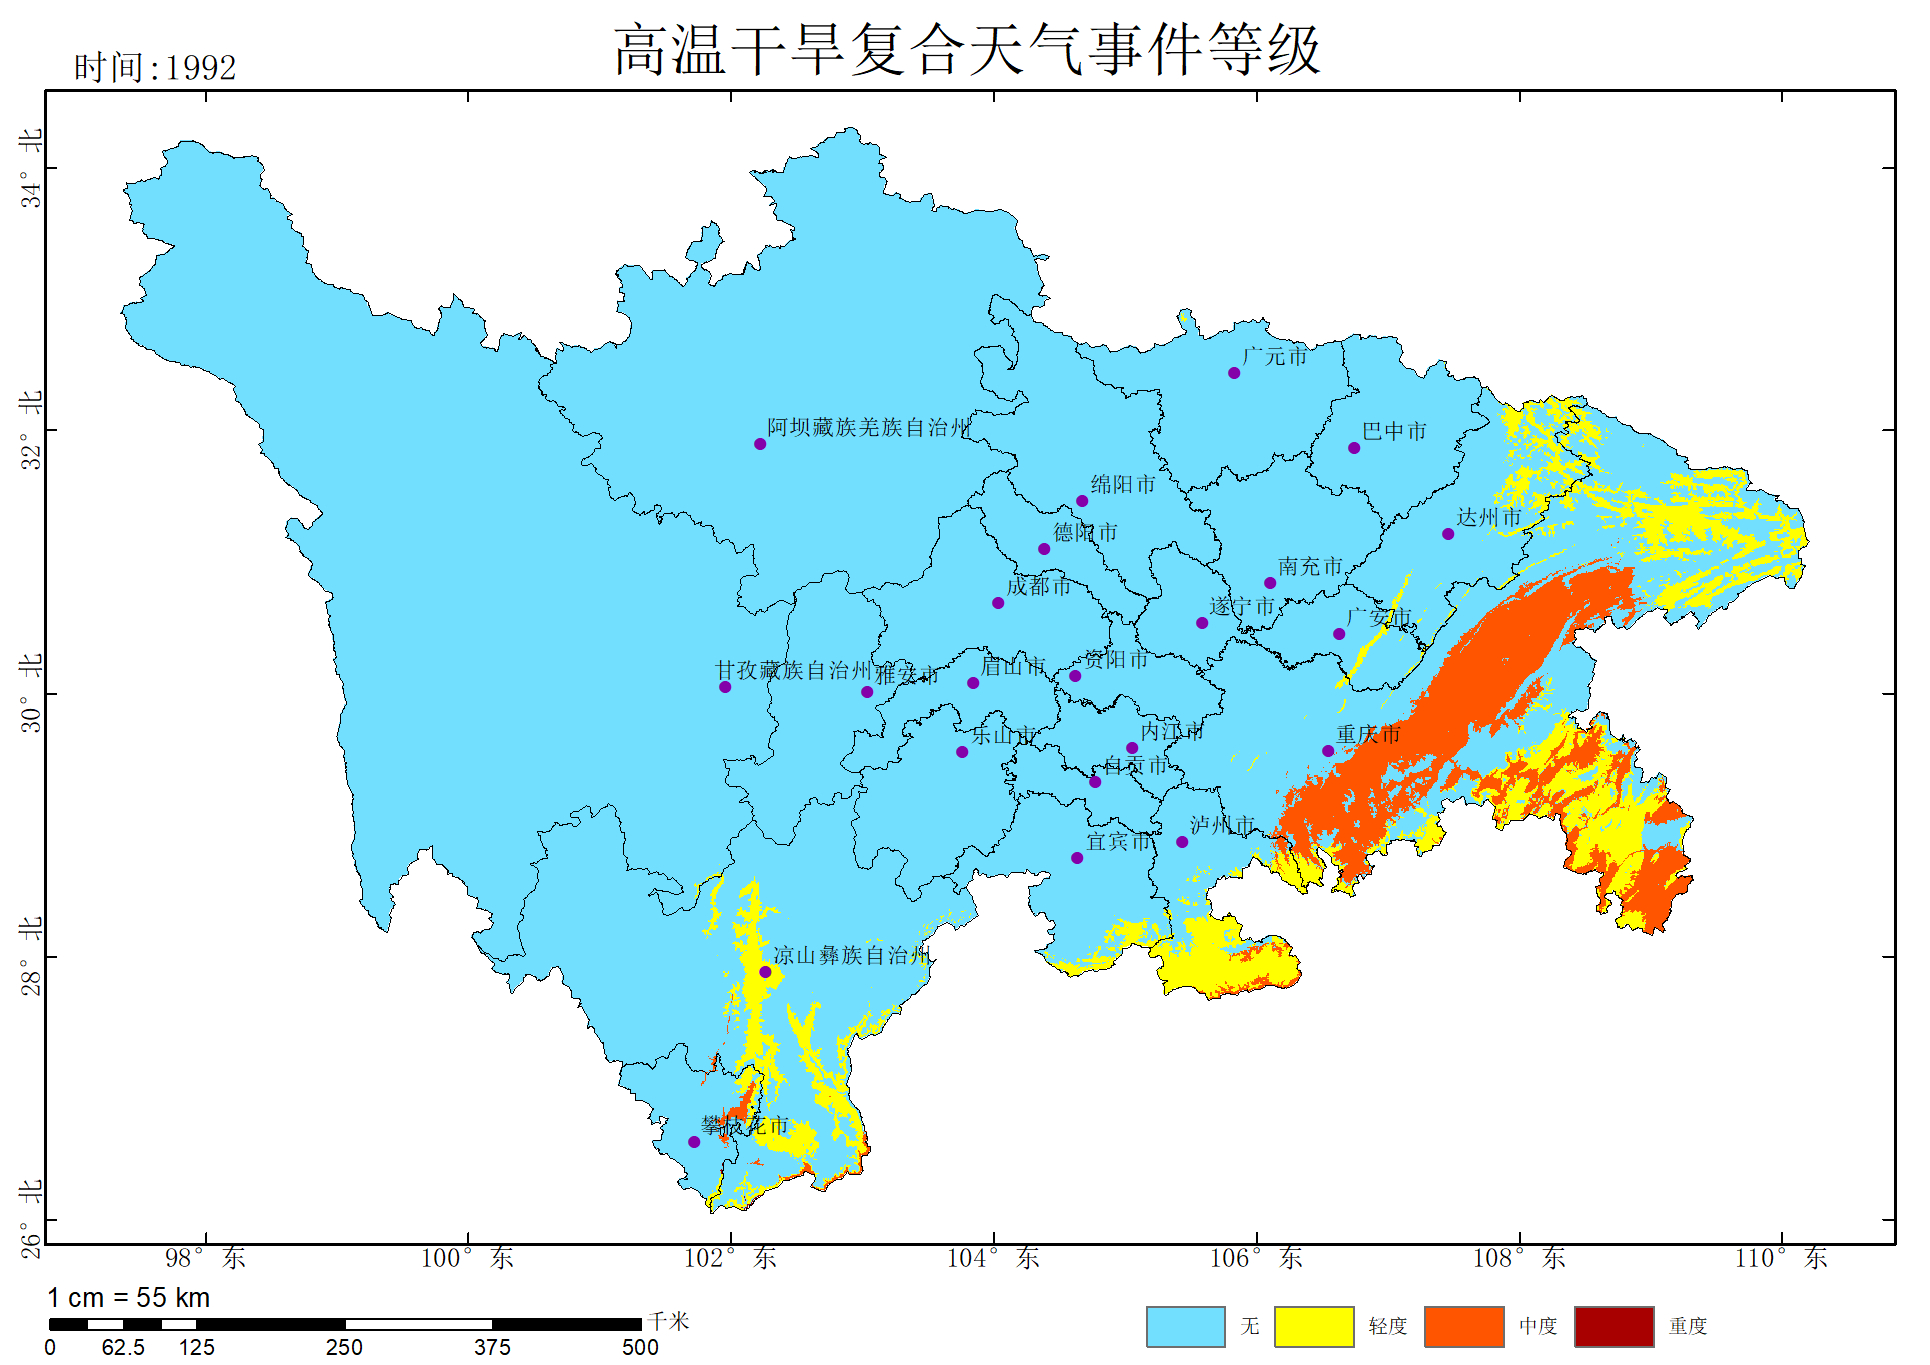 高温干旱复合天气事件等级
时间:1992
34° 北
32° 北
30° 北
28° 北
26° 北
广元市
阿坝藏族羌族自治州
巴中市
绵阳市
达州市
德阳市
南充市
成都市
遂宁市
广安市
甘孜藏族自治州
雅安市
眉山市
资阳市
乐山市
内江市
重庆市
自贡市
泸州市
宜宾市
凉山彝族自治州
攀枝花市
98° 东
100° 东
102° 东
104° 东
106° 东
108° 东
110° 东
1 cm = 55 km
千米
0 62.5 125 250 375 500
无 轻度 中度 重度